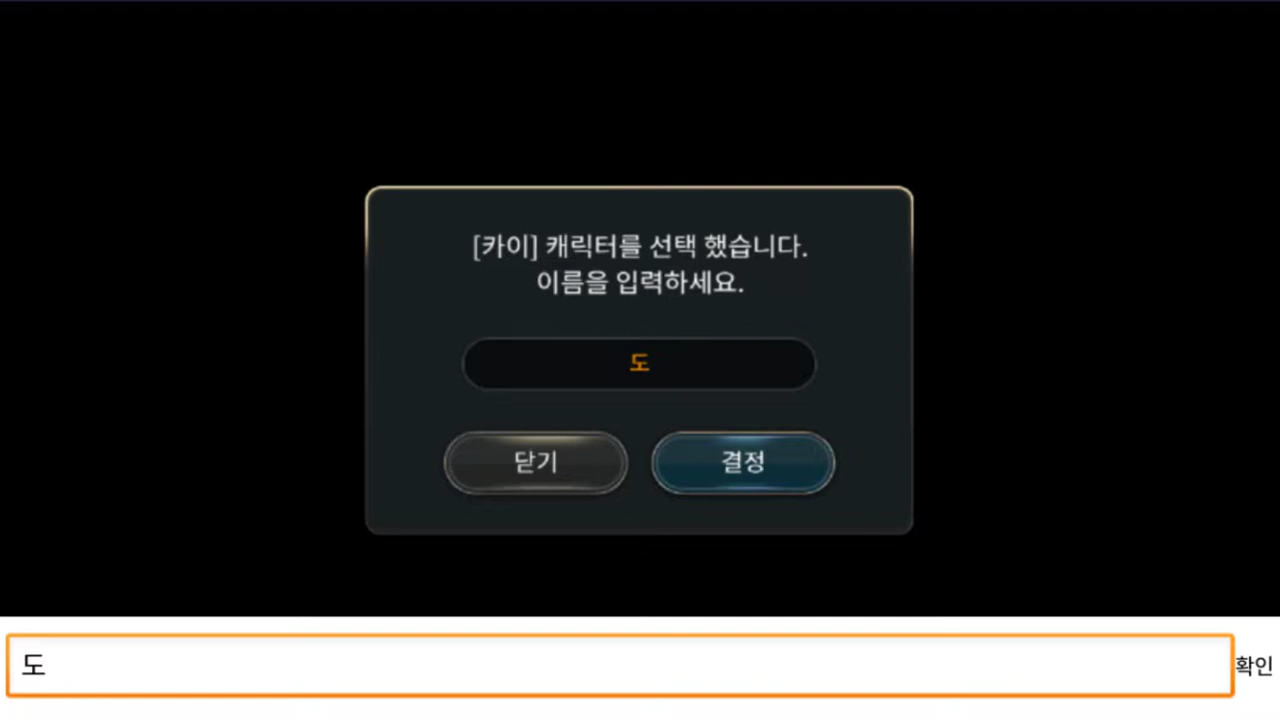 [카이] 캐릭터를 선택 했습니다.
이름을 입력하세요.
도
닫기 결정
도 확인